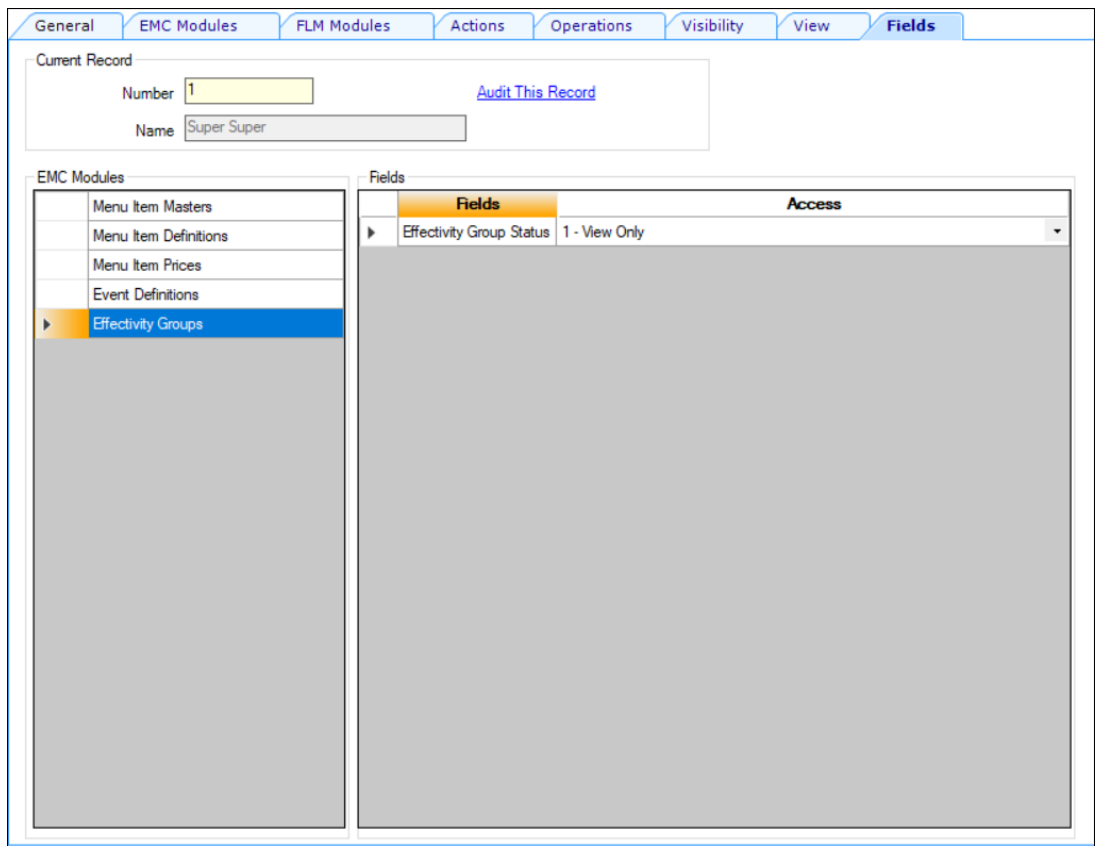 General EMC Modules FLM Modules Actions Operations Visibility View Fields
Current Record
Number 1 Audit This Record
Name Super Super
EMC Modules
Menu Item Masters
Menu Item Definitions
Menu Item Prices
Event Definitions
Effectivity Groups
Fields
Fields Access
Effectivity Group Status 1 - View Only